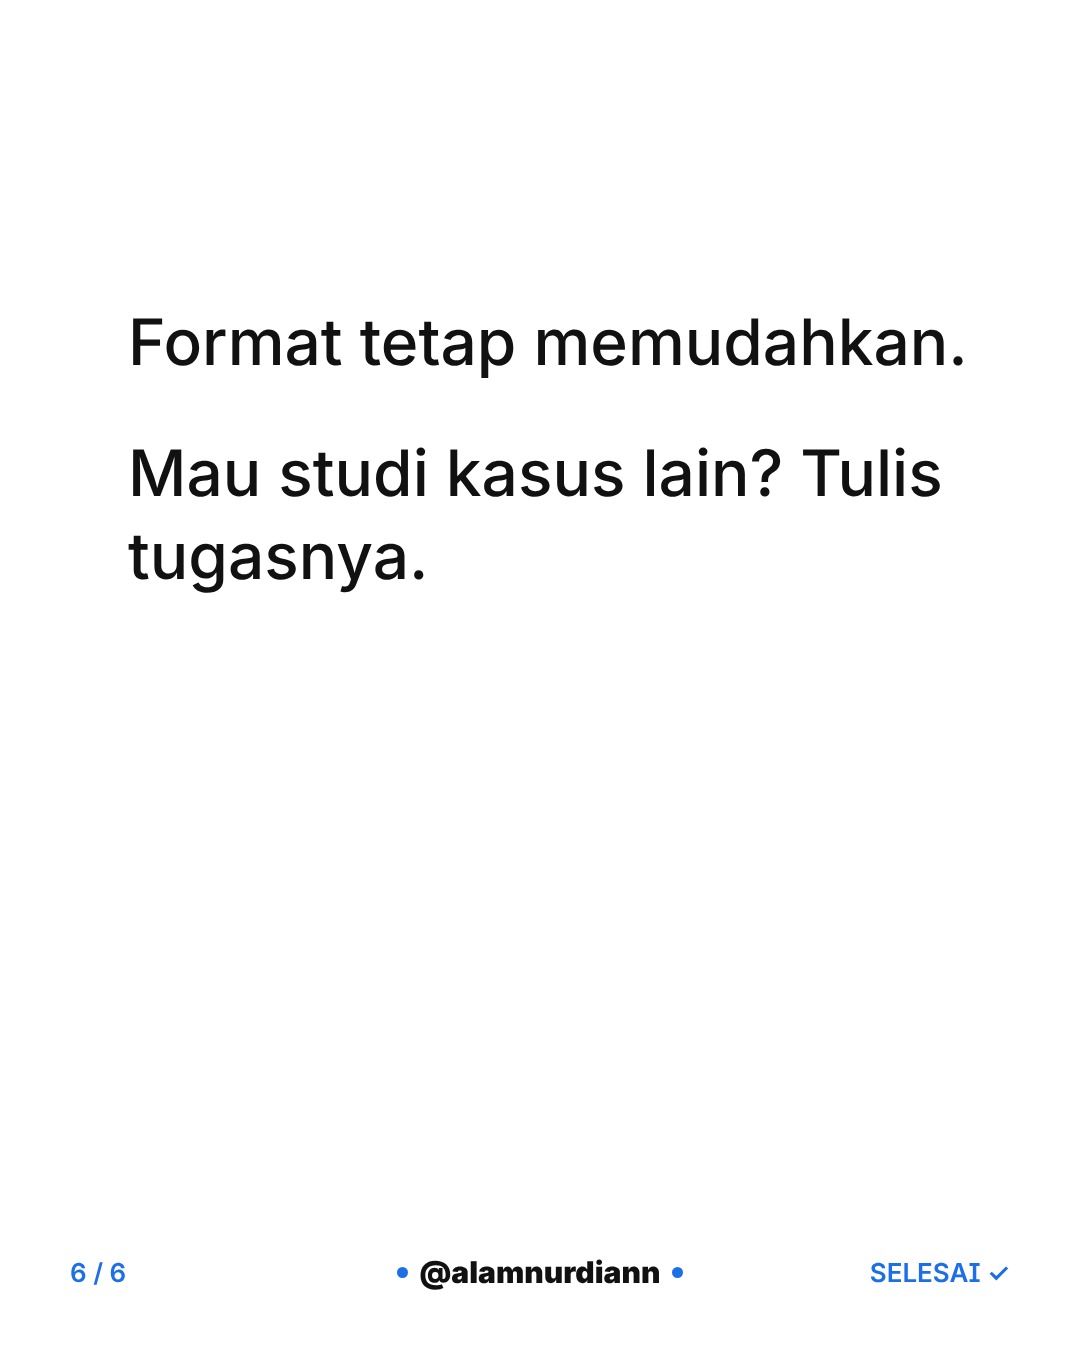 Format tetap memudahkan.
Mau studi kasus lain? Tulis
tugasnya.
6 / 6
• @alamnurdiann •
SELESAI ✓